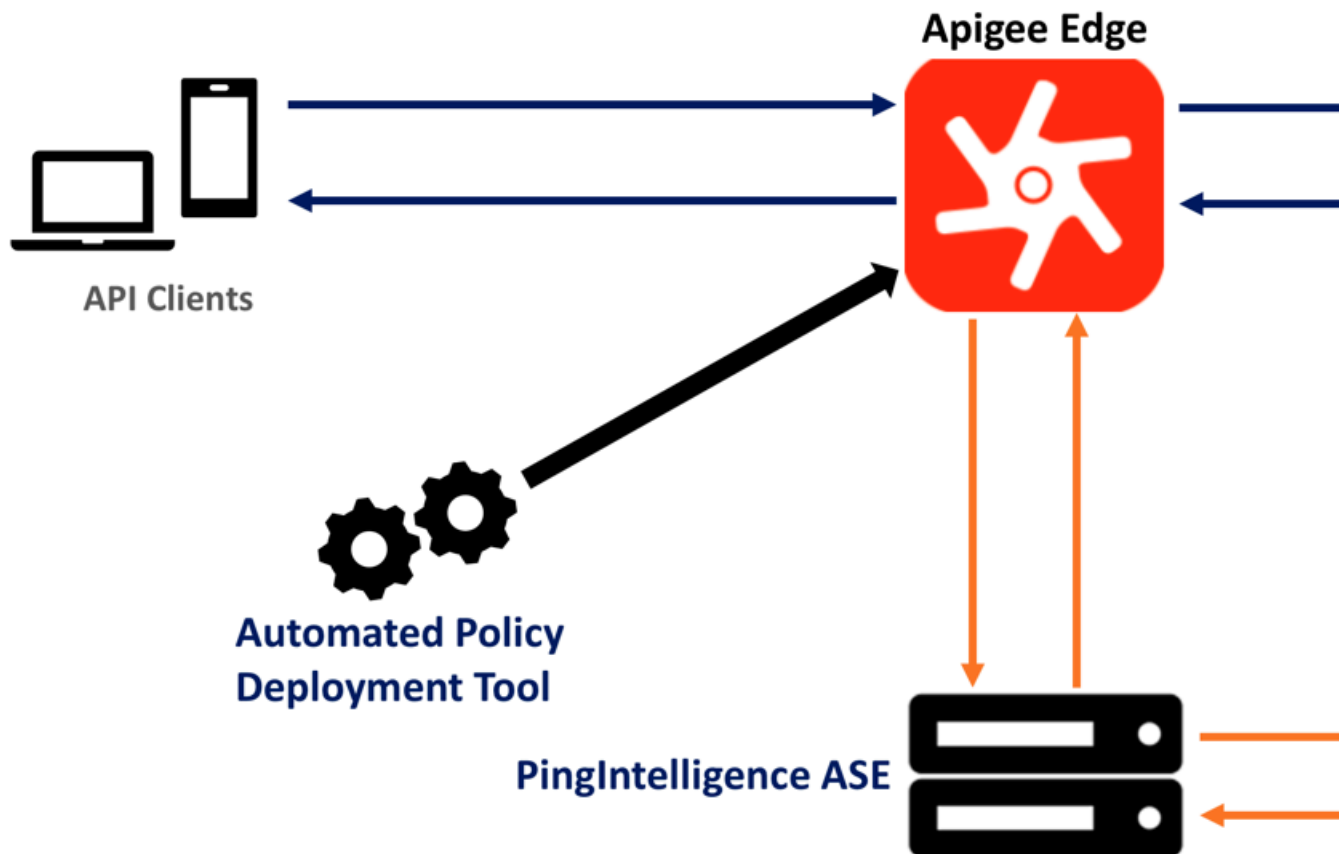 Apigee Edge
API Clients
Automated Policy
Deployment Tool
PingIntelligence ASE